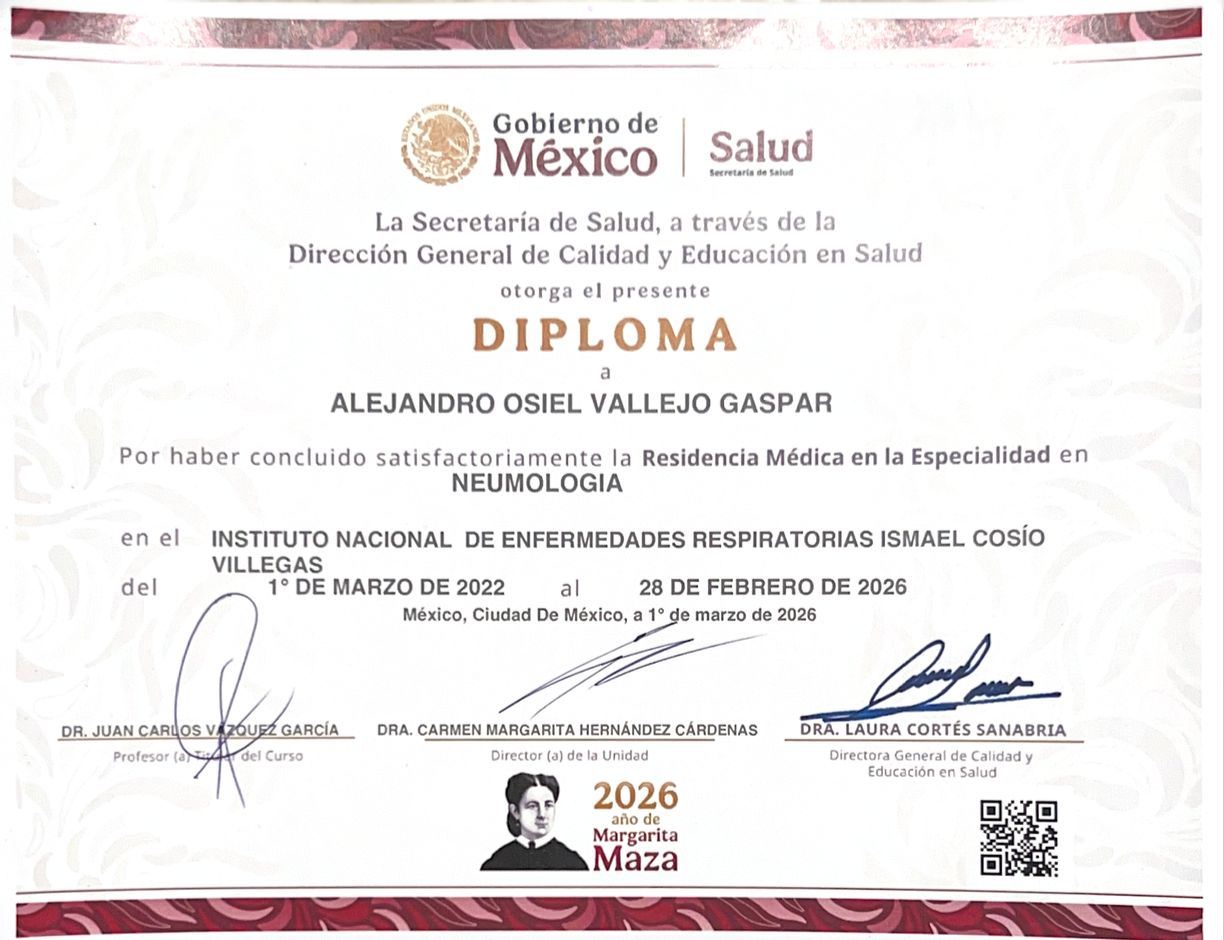 ESTADOS UNIDOS MEXICANOS
Gobierno de
México
Salud
Secretaría de Salud
La Secretaría de Salud, a través de la
Dirección General de Calidad y Educación en Salud
otorga el presente
DIPLOMA
a
ALEJANDRO OSIEL VALLEJO GASPAR
Por haber concluido satisfactoriamente la Residencia Médica en la Especialidad en
NEUMOLOGIA
en el INSTITUTO NACIONAL DE ENFERMEDADES RESPIRATORIAS ISMAEL COSÍO
VILLEGAS
del 1° DE MARZO DE 2022 al 28 DE FEBRERO DE 2026
México, Ciudad De México, a 1° de marzo de 2026
DR. JUAN CARLOS VÁZQUEZ GARCÍA
Profesor (a) Titular del Curso
DRA. CARMEN MARGARITA HERNÁNDEZ CÁRDENAS
Director (a) de la Unidad
DRA. LAURA CORTÉS SANABRIA
Directora General de Calidad y
Educación en Salud
2026
año de
Margarita
Maza